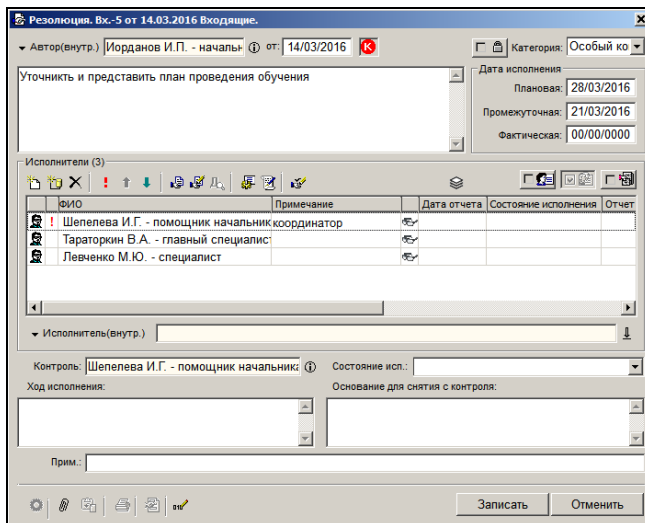 Резолюция. Вх.-5 от 14.03.2016 Входящие.
Автор(внутр.) Иорданов И.П. - начальн от: 14/03/2016 К Категория: Особый ко
Уточникть и представить план проведения обучения
Дата исполнения
Плановая: 28/03/2016
Промежуточная: 21/03/2016
Фактическая: 00/00/0000
Исполнители (3)
ФИО Примечание Дата отчета Состояние исполнения Отчет
! Шепелева И.Г. - помощник начальник координатор
Тараторкин В.А. - главный специалист
Левченко М.Ю. - специалист
Исполнитель(внутр.)
Контроль: Шепелева И.Г. - помощник начальника Состояние исп.:
Ход исполнения: Основание для снятия с контроля:
Прим.:
Записать Отменить